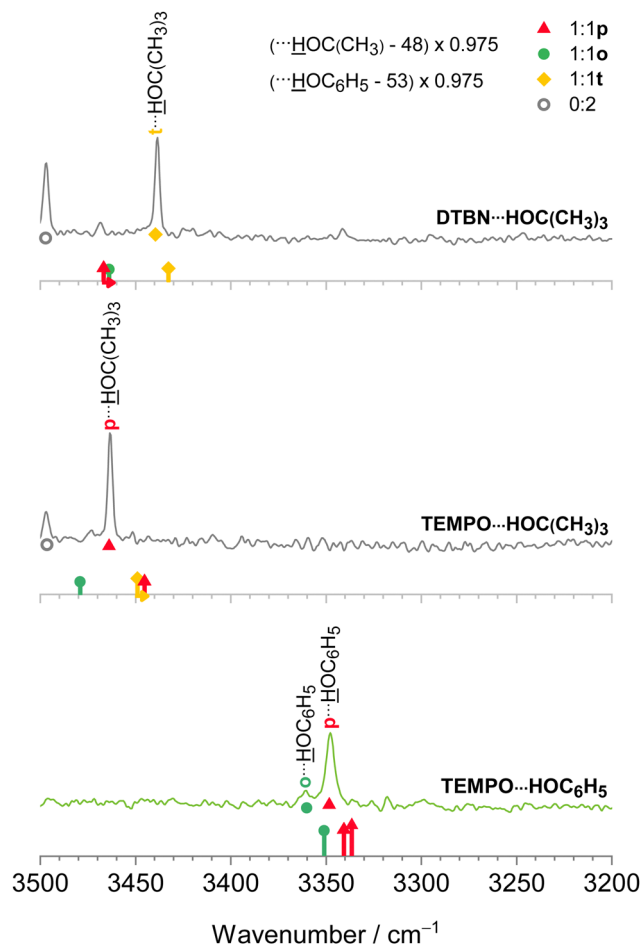 (···HOC(CH₃) - 48) x 0.975
(···HOC₆H₅ - 53) x 0.975
1:1p
1:1o
1:1t
0:2
t···HOC(CH₃)₃
DTBN···HOC(CH₃)₃
p···HOC(CH₃)₃
TEMPO···HOC(CH₃)₃
o···HOC₆H₅
p···HOC₆H₅
TEMPO···HOC₆H₅
3500 3450 3400 3350 3300 3250 3200
Wavenumber / cm⁻¹